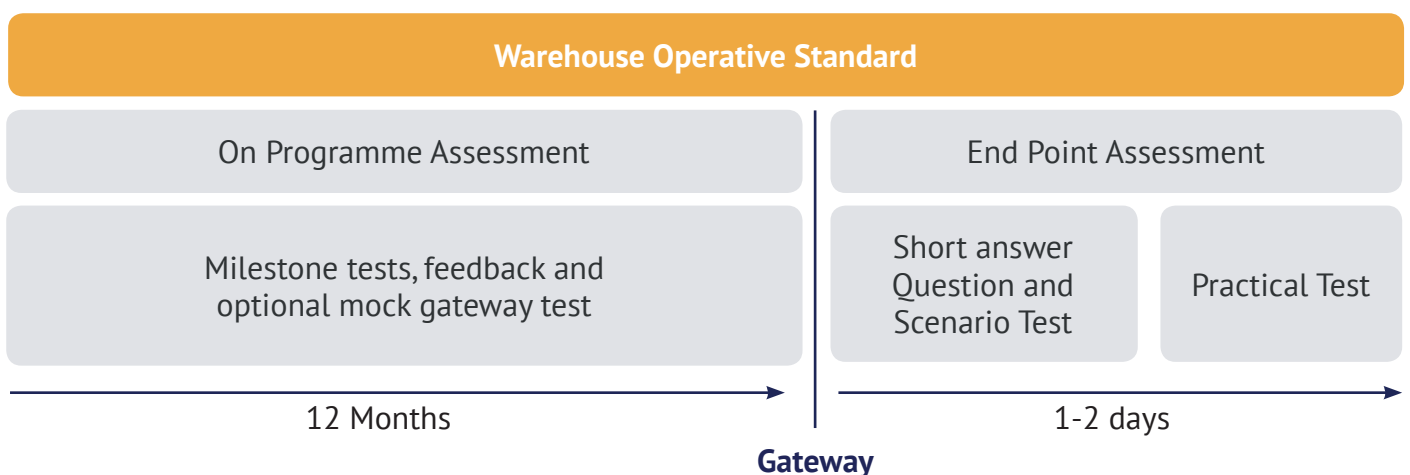 Warehouse Operative Standard
On Programme Assessment
End Point Assessment
Milestone tests, feedback and
optional mock gateway test
Short answer
Question and
Scenario Test
Practical Test
12 Months
1-2 days
Gateway